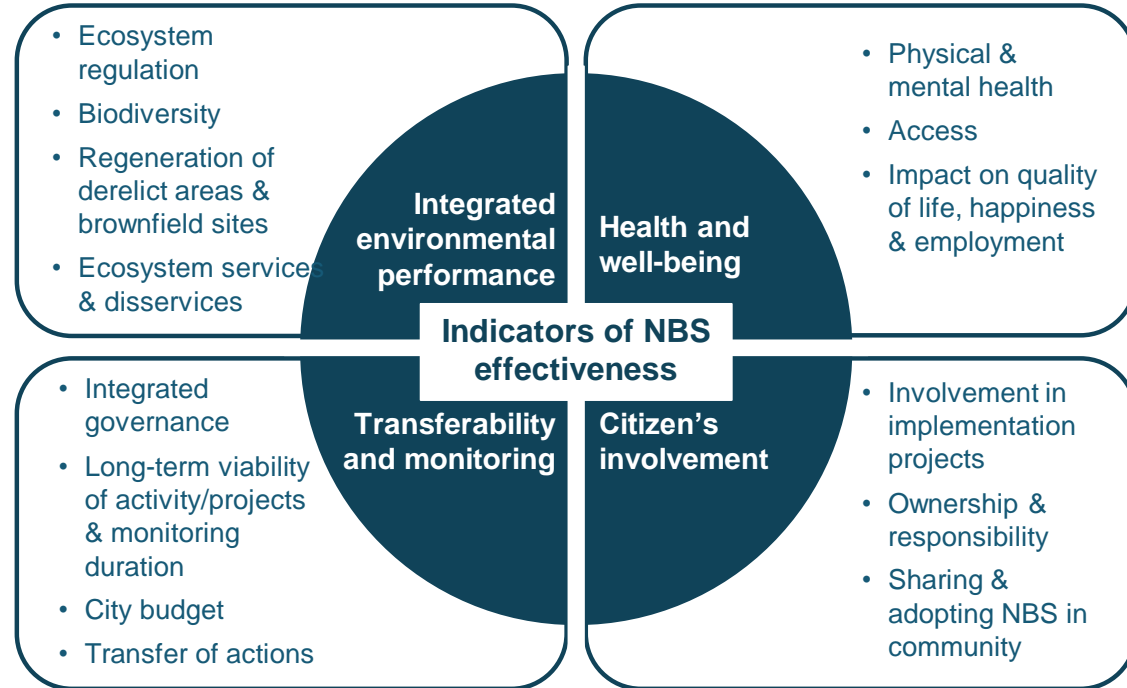 • Ecosystem
regulation
• Biodiversity
• Regeneration of
derelict areas &
brownfield sites
• Ecosystem services
& disservices
Integrated
environmental
performance
Health and
well-being
• Physical &
mental health
• Access
• Impact on quality
of life, happiness
& employment
Indicators of NBS
effectiveness
• Integrated
governance
• Long-term viability
of activity/projects
& monitoring
duration
• City budget
• Transfer of actions
Transferability
and monitoring
Citizen’s
involvement
• Involvement in
implementation
projects
• Ownership &
responsibility
• Sharing &
adopting NBS in
community